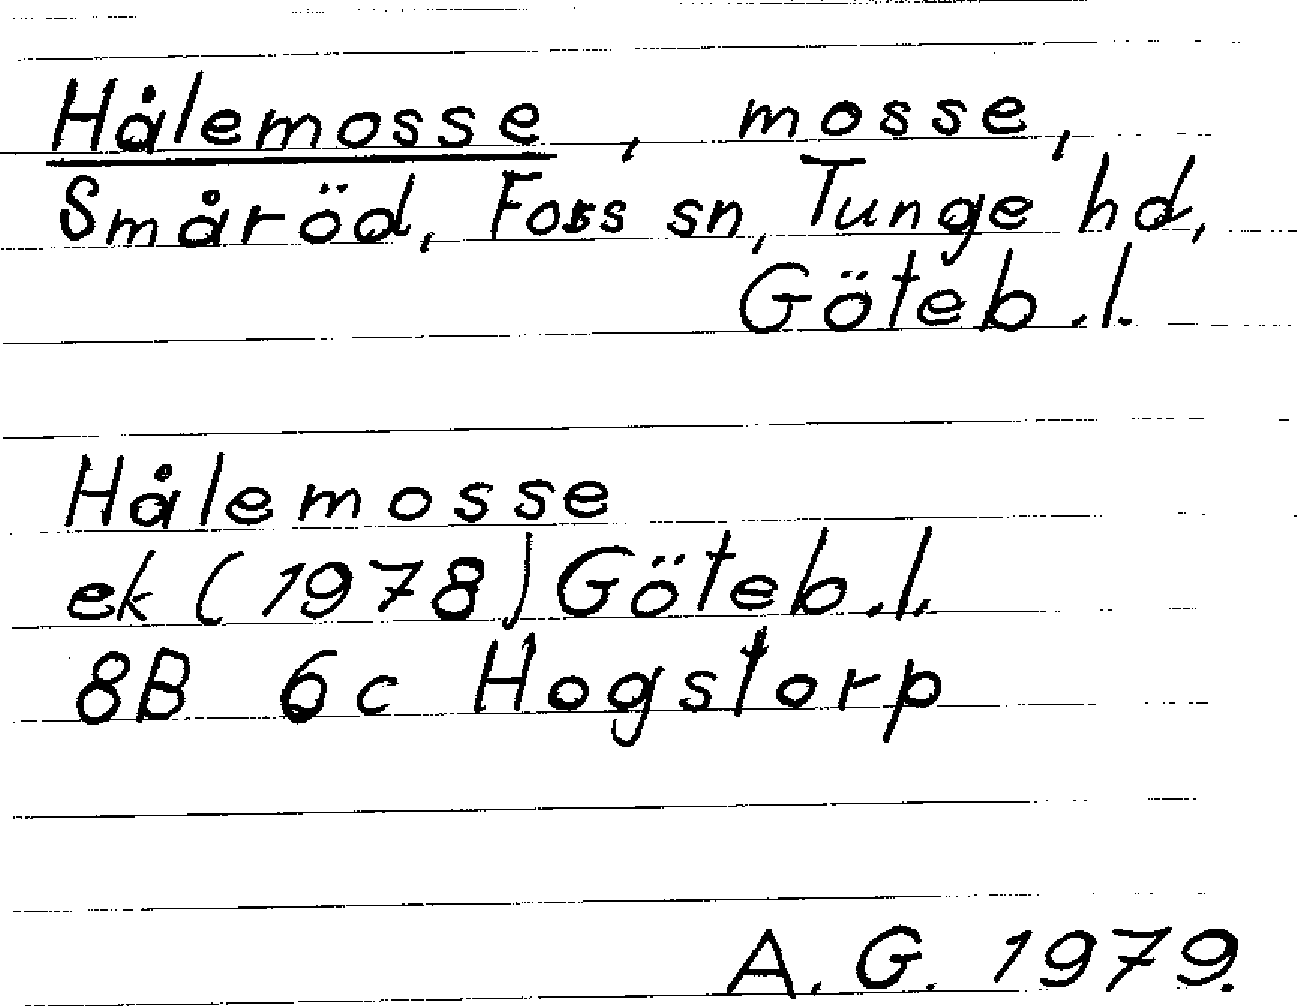 Hålemosse, mosse,
Småröd, Foss sn, Tunge hd,
Göteb.l.
Hålemosse
ek (1978) Göteb.l.
8B 6c Hogstorp
A.G. 1979.